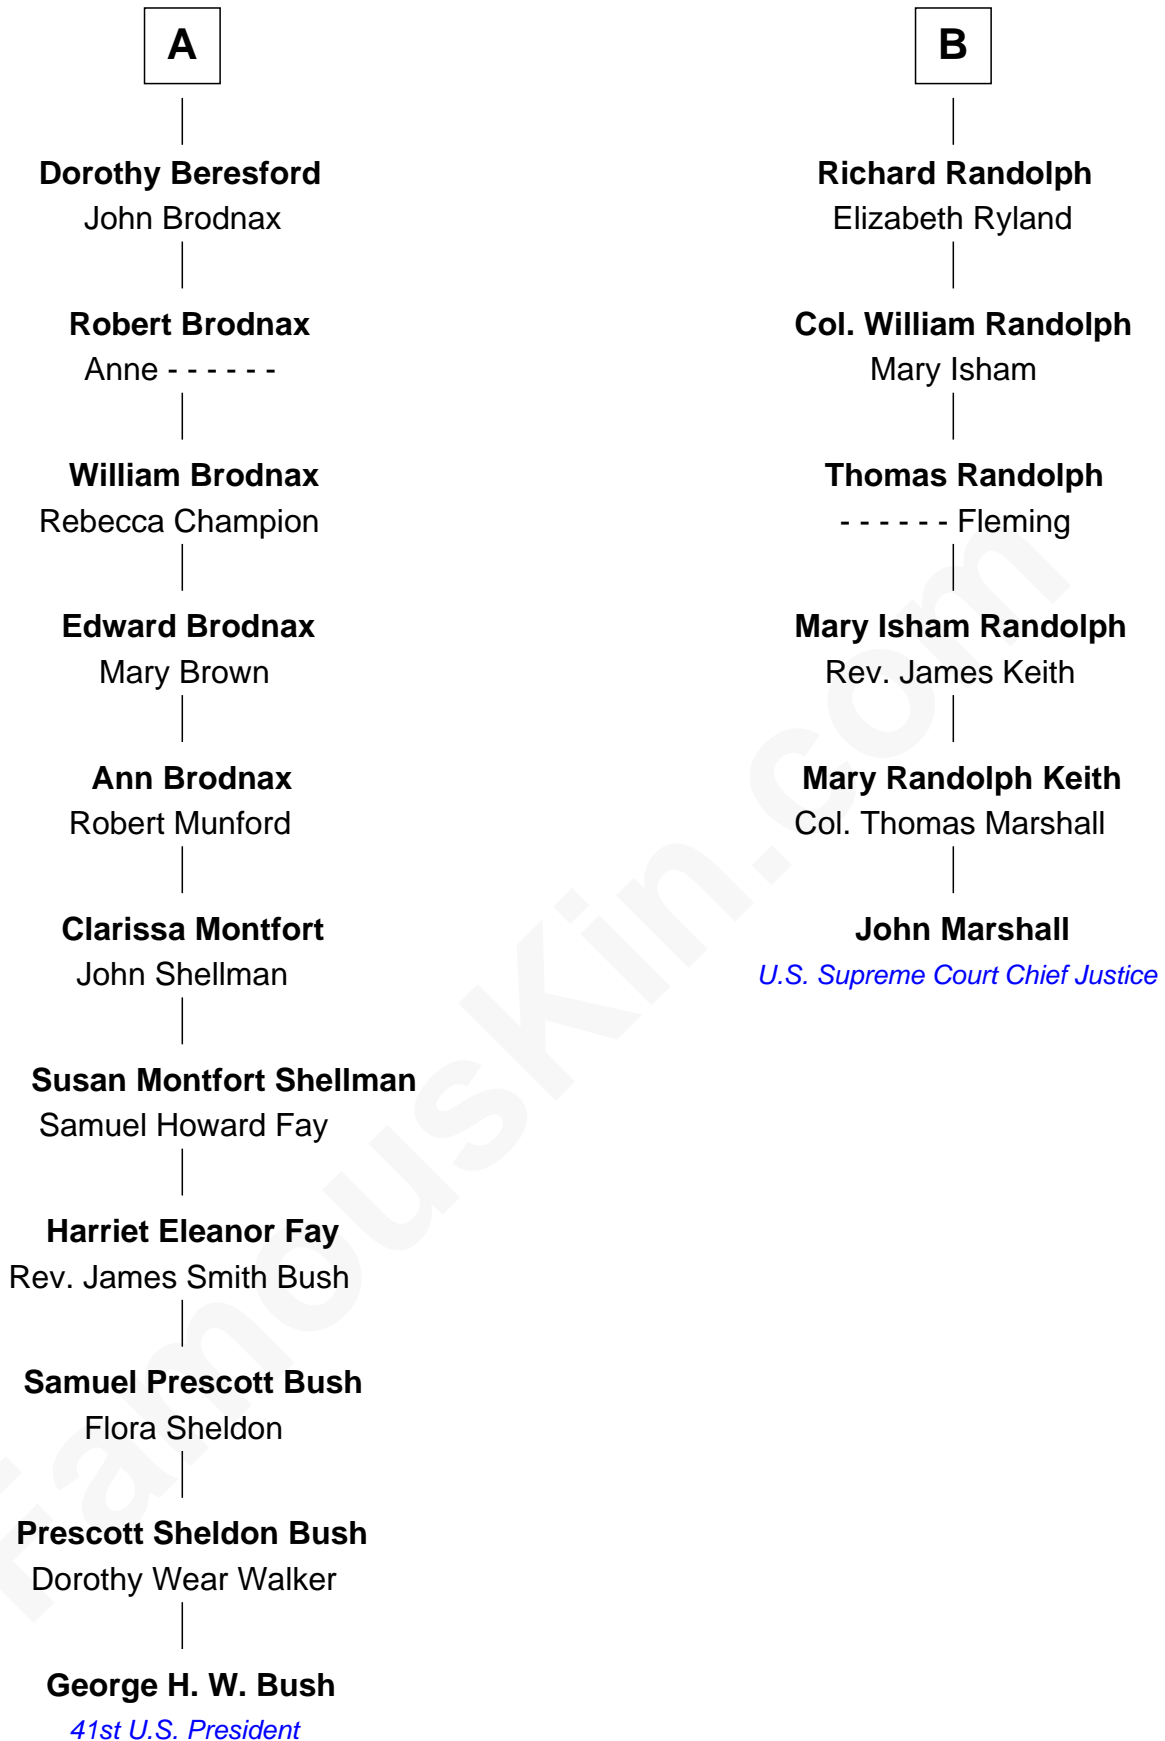 A
Dorothy Beresford
John Brodnax
Robert Brodnax
Anne - - - - - -
William Brodnax
Rebecca Champion
Edward Brodnax
Mary Brown
Ann Brodnax
Robert Munford
Clarissa Montfort
John Shellman
Susan Montfort Shellman
Samuel Howard Fay
Harriet Eleanor Fay
Rev. James Smith Bush
Samuel Prescott Bush
Flora Sheldon
Prescott Sheldon Bush
Dorothy Wear Walker
George H. W. Bush
41st U.S. President
B
Richard Randolph
Elizabeth Ryland
Col. William Randolph
Mary Isham
Thomas Randolph
- - - - - - Fleming
Mary Isham Randolph
Rev. James Keith
Mary Randolph Keith
Col. Thomas Marshall
John Marshall
U.S. Supreme Court Chief Justice
FamousKin.com